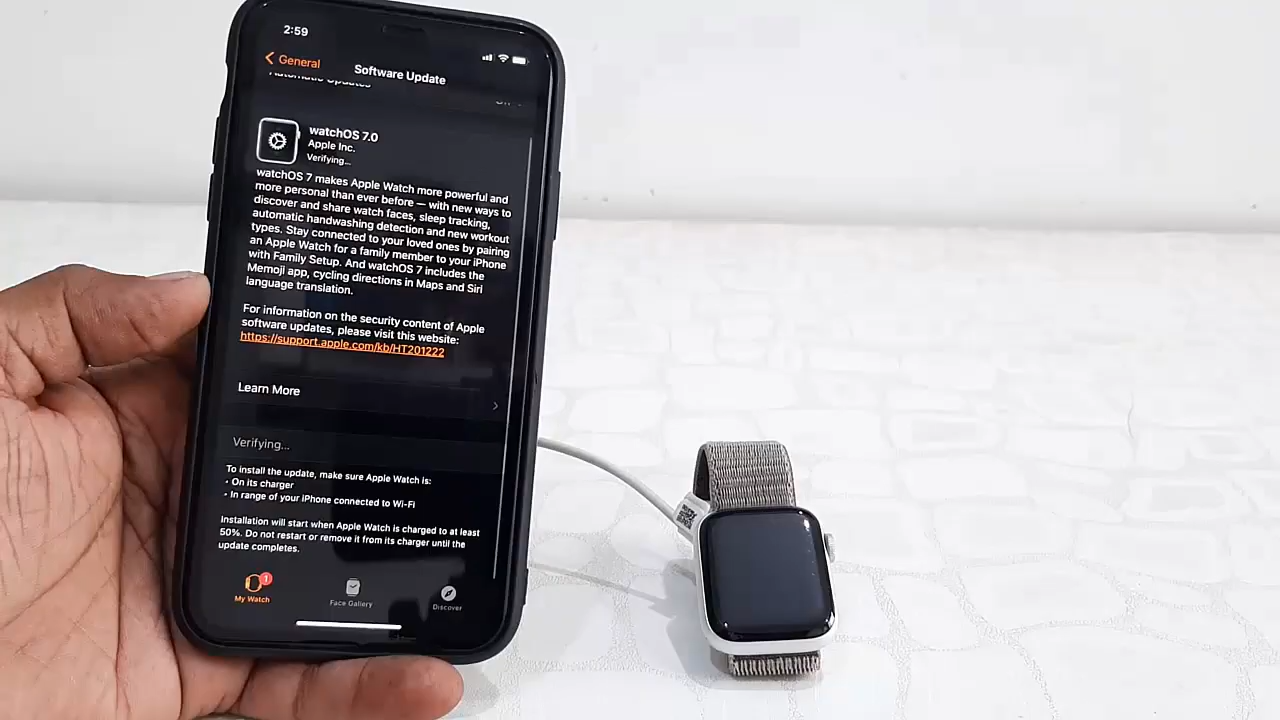 2:59
General
Software Update
Automatic Updates
watchOS 7.0
Apple Inc.
Verifying...
watchOS 7 makes Apple Watch more powerful and
more personal than ever before — with new ways to
discover and share watch faces, sleep tracking,
automatic handwashing detection and new workout
types. Stay connected to your loved ones by pairing
an Apple Watch for a family member to your iPhone
with Family Setup. And watchOS 7 includes the
Memoji app, cycling directions in Maps and Siri
language translation.
For information on the security content of Apple
software updates, please visit this website:
https://support.apple.com/kb/HT201222
Learn More
Verifying...
To install the update, make sure Apple Watch is:
• On its charger
• In range of your iPhone connected to Wi-Fi
Installation will start when Apple Watch is charged to at least
50%. Do not restart or remove it from its charger until the
update completes.
1
My Watch
Face Gallery
Discover